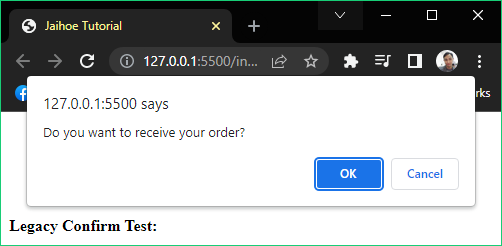 Jaihoe Tutorial
127.0.0.1:5500/in...
127.0.0.1:5500 says
Do you want to receive your order?
OK Cancel
Legacy Confirm Test: